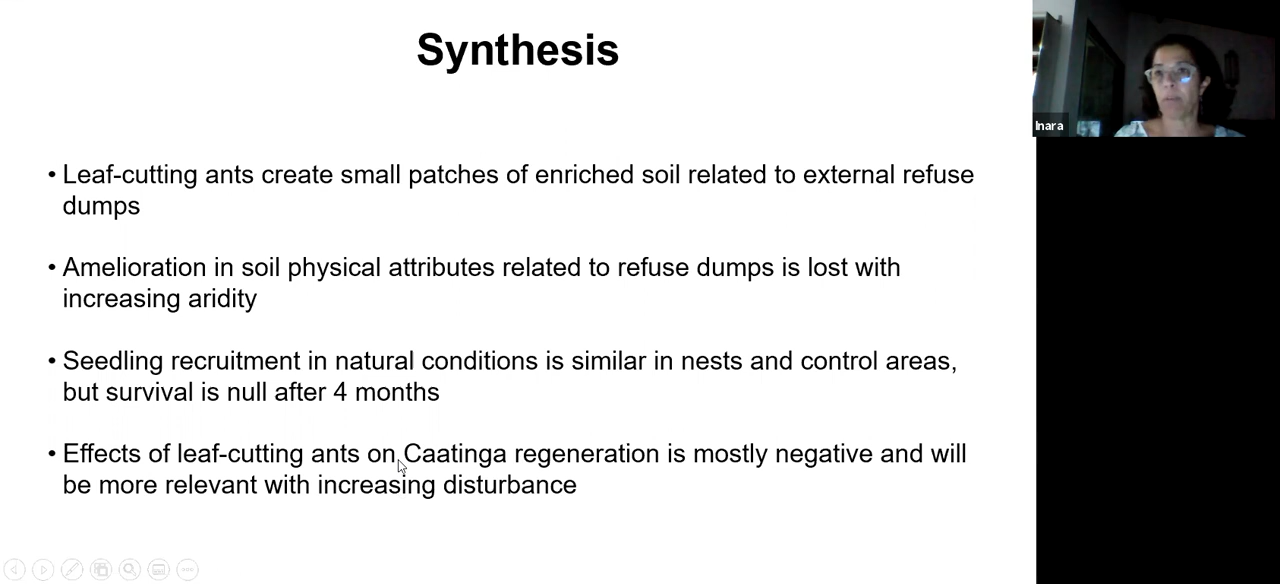 Synthesis
Inara
• Leaf-cutting ants create small patches of enriched soil related to external refuse
dumps
• Amelioration in soil physical attributes related to refuse dumps is lost with
increasing aridity
• Seedling recruitment in natural conditions is similar in nests and control areas,
but survival is null after 4 months
• Effects of leaf-cutting ants on Caatinga regeneration is mostly negative and will
be more relevant with increasing disturbance